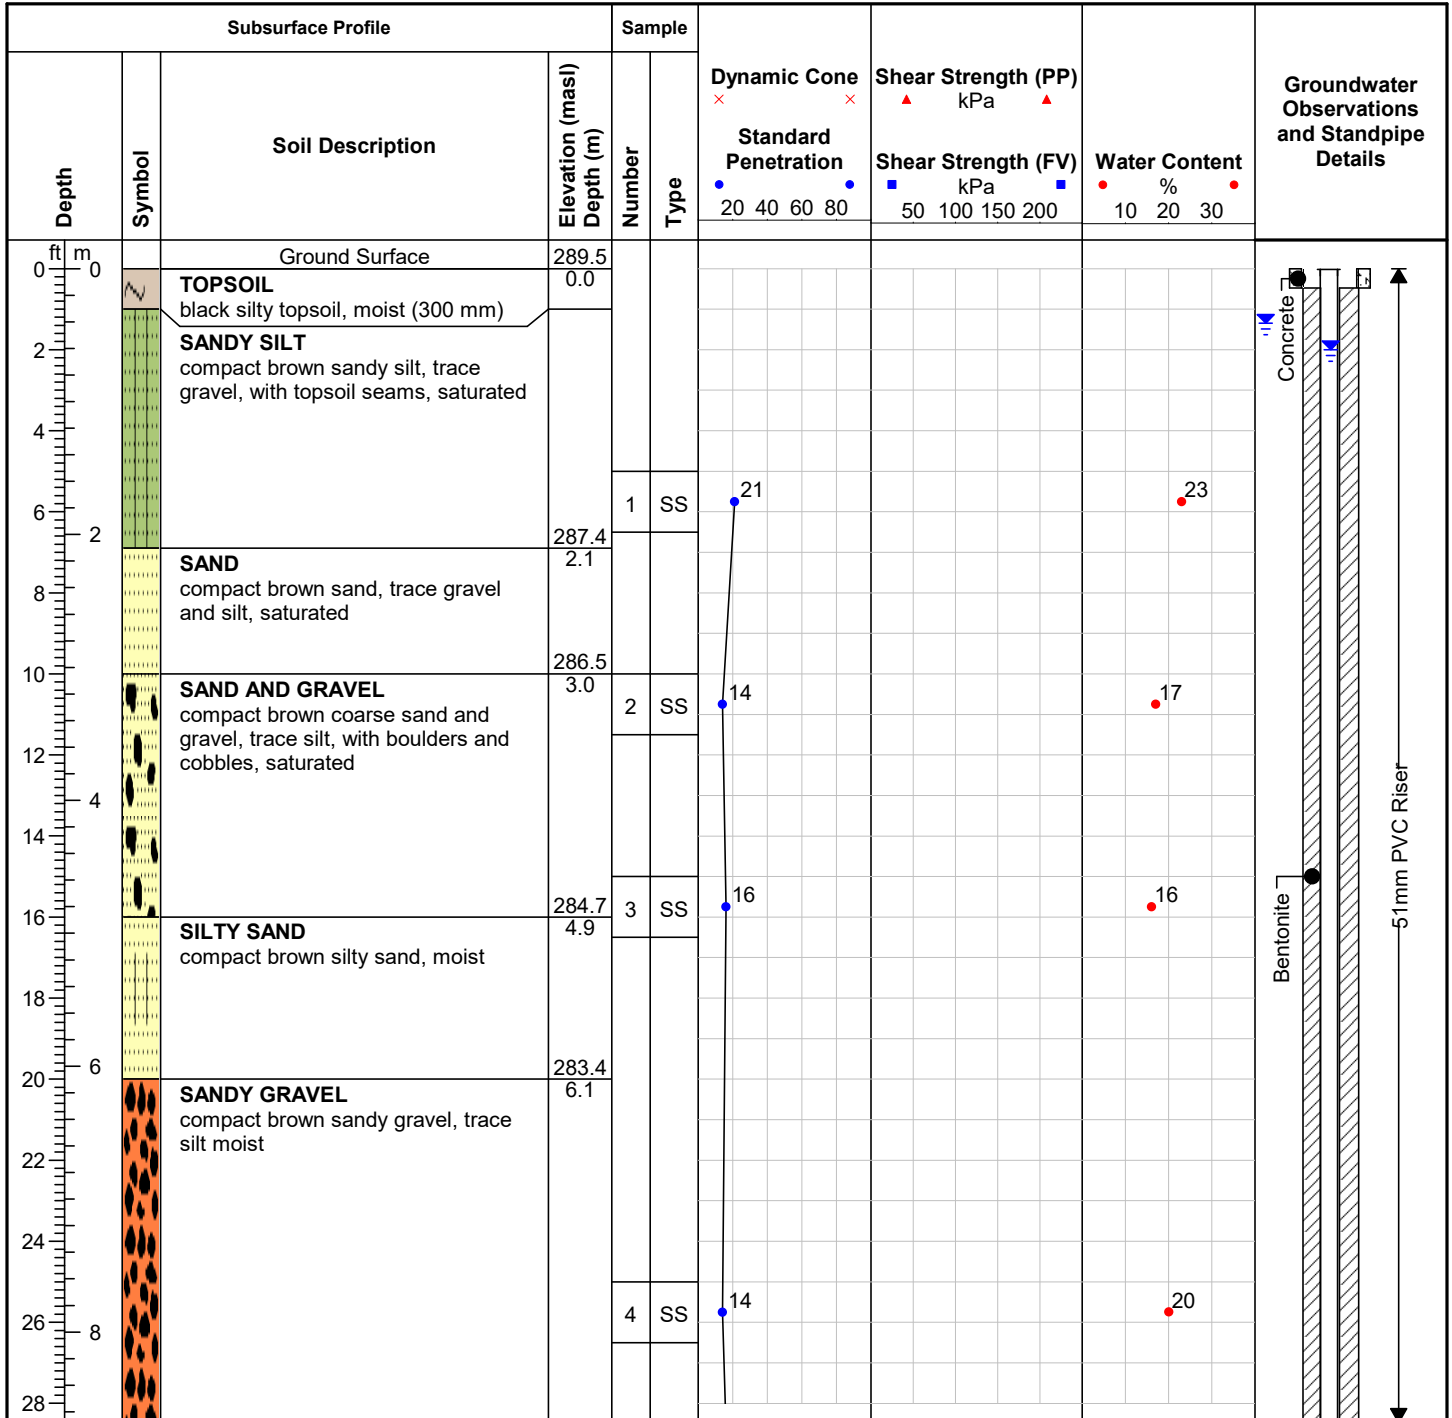 Subsurface Profile
Sample
Depth
Symbol
Soil Description
Elevation (masl)
Depth (m)
Number
Type
Dynamic Cone
Standard
Penetration
20 40 60 80
Shear Strength (PP)
kPa
Shear Strength (FV)
kPa
50 100 150 200
Water Content
%
10 20 30
Groundwater
Observations
and Standpipe
Details
ft m
Ground Surface
289.5
0 0
0.0
TOPSOIL
black silty topsoil, moist (300 mm)
SANDY SILT
compact brown sandy silt, trace
gravel, with topsoil seams, saturated
2
4
6
1 SS
21
23
2
287.4
2.1
SAND
compact brown sand, trace gravel
and silt, saturated
8
286.5
10
3.0
SAND AND GRAVEL
compact brown coarse sand and
gravel, trace silt, with boulders and
cobbles, saturated
2 SS
14
17
12
4
14
284.7
3 SS
16
16
16
4.9
SILTY SAND
compact brown silty sand, moist
18
6
283.4
20
6.1
SANDY GRAVEL
compact brown sandy gravel, trace
silt moist
22
24
26
8
4 SS
14
20
28
Concrete
Bentonite
51mm PVC Riser